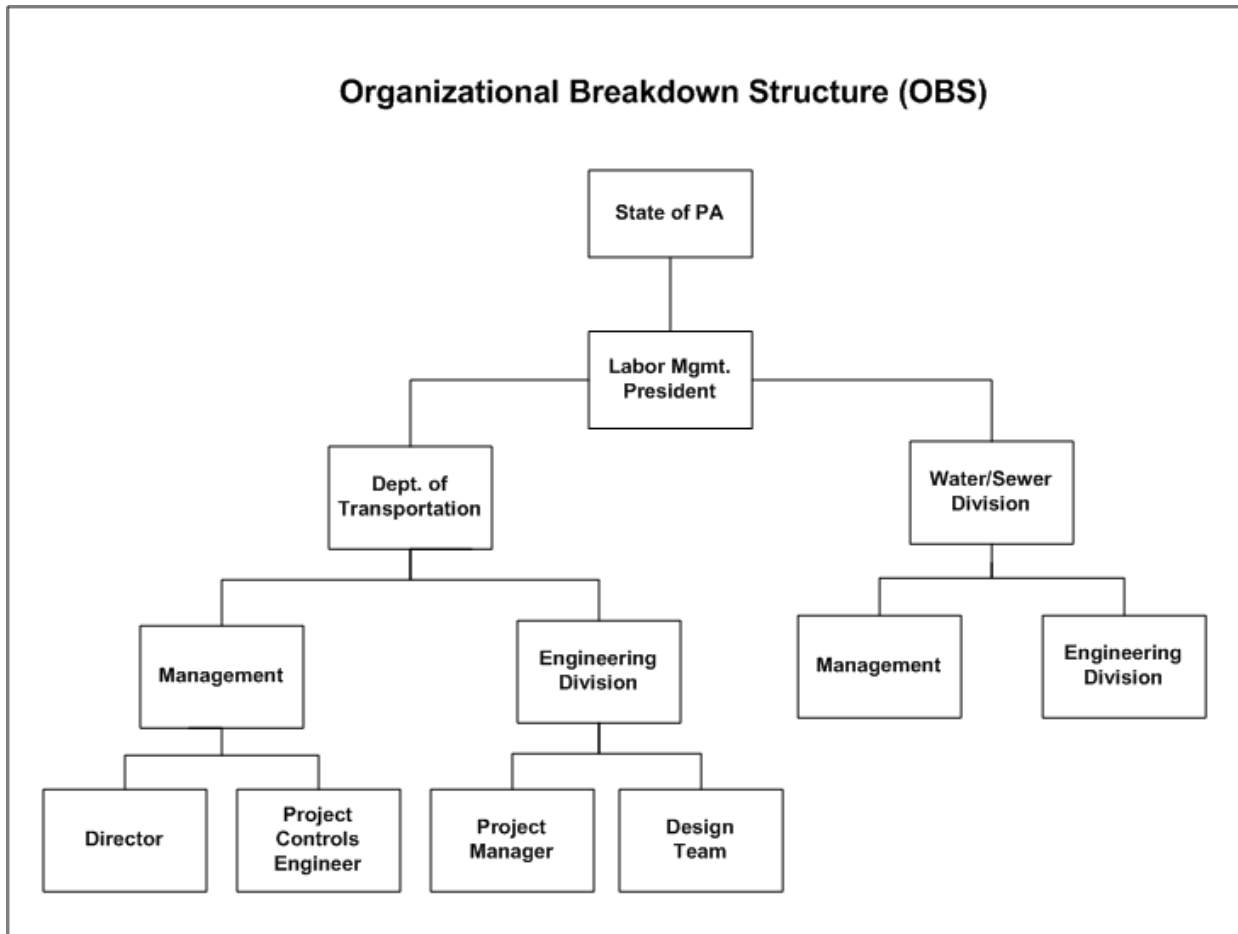 Organizational Breakdown Structure (OBS)
State of PA
Labor Mgmt.
President
Dept. of
Transportation
Water/Sewer
Division
Management
Engineering
Division
Management
Engineering
Division
Director
Project
Controls
Engineer
Project
Manager
Design
Team